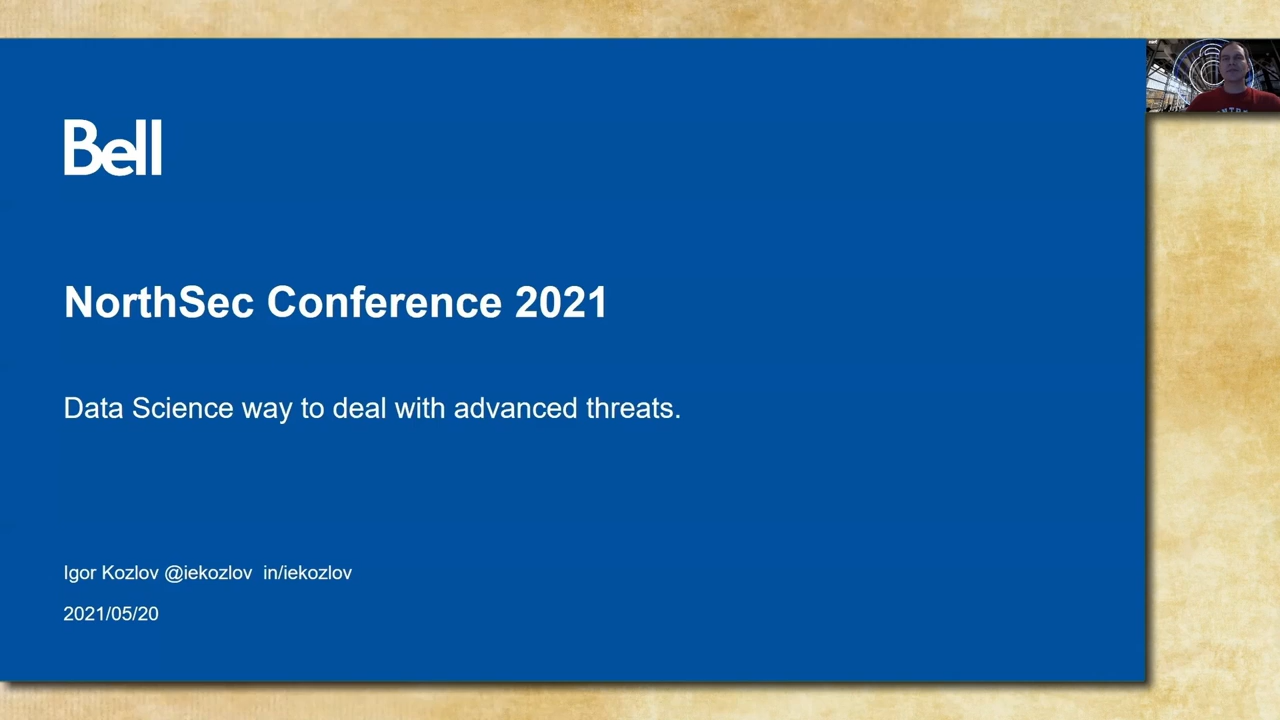 Bell
NorthSec Conference 2021
Data Science way to deal with advanced threats.
Igor Kozlov @iekozlov in/iekozlov
2021/05/20